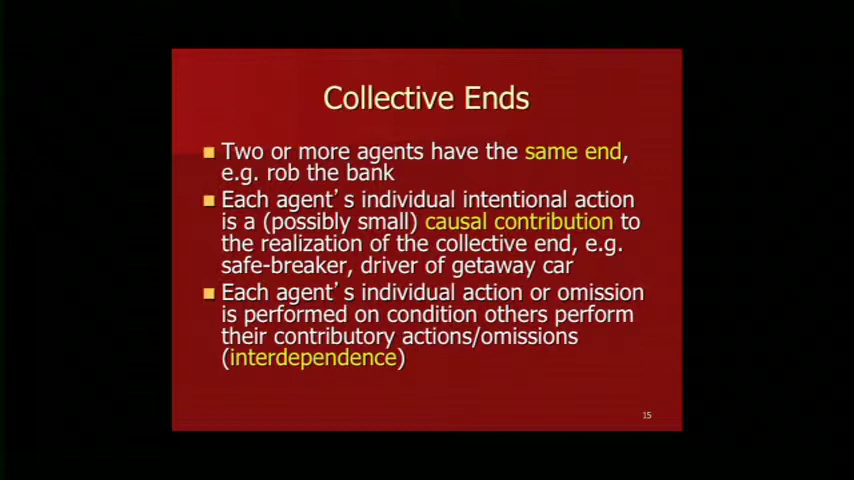 Collective Ends
Two or more agents have the same end,
e.g. rob the bank
Each agent's individual intentional action
is a (possibly small) causal contribution to
the realization of the collective end, e.g.
safe-breaker, driver of getaway car
Each agent's individual action or omission
is performed on condition others perform
their contributory actions/omissions
(interdependence)
15